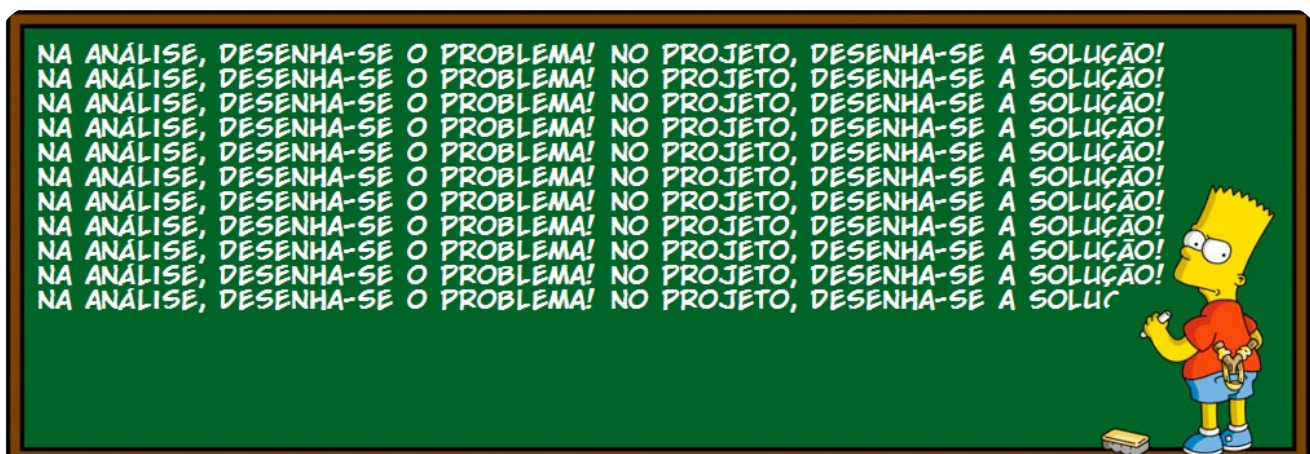 NA ANÁLISE, DESENHA-SE O PROBLEMA! NO PROJETO, DESENHA-SE A SOLUÇÃO!
NA ANÁLISE, DESENHA-SE O PROBLEMA! NO PROJETO, DESENHA-SE A SOLUÇÃO!
NA ANÁLISE, DESENHA-SE O PROBLEMA! NO PROJETO, DESENHA-SE A SOLUÇÃO!
NA ANÁLISE, DESENHA-SE O PROBLEMA! NO PROJETO, DESENHA-SE A SOLUÇÃO!
NA ANÁLISE, DESENHA-SE O PROBLEMA! NO PROJETO, DESENHA-SE A SOLUÇÃO!
NA ANÁLISE, DESENHA-SE O PROBLEMA! NO PROJETO, DESENHA-SE A SOLUÇÃO!
NA ANÁLISE, DESENHA-SE O PROBLEMA! NO PROJETO, DESENHA-SE A SOLUÇÃO!
NA ANÁLISE, DESENHA-SE O PROBLEMA! NO PROJETO, DESENHA-SE A SOLUÇÃO!
NA ANÁLISE, DESENHA-SE O PROBLEMA! NO PROJETO, DESENHA-SE A SOLUÇÃO!
NA ANÁLISE, DESENHA-SE O PROBLEMA! NO PROJETO, DESENHA-SE A SOLUÇÃO!
NA ANÁLISE, DESENHA-SE O PROBLEMA! NO PROJETO, DESENHA-SE A SOLUC